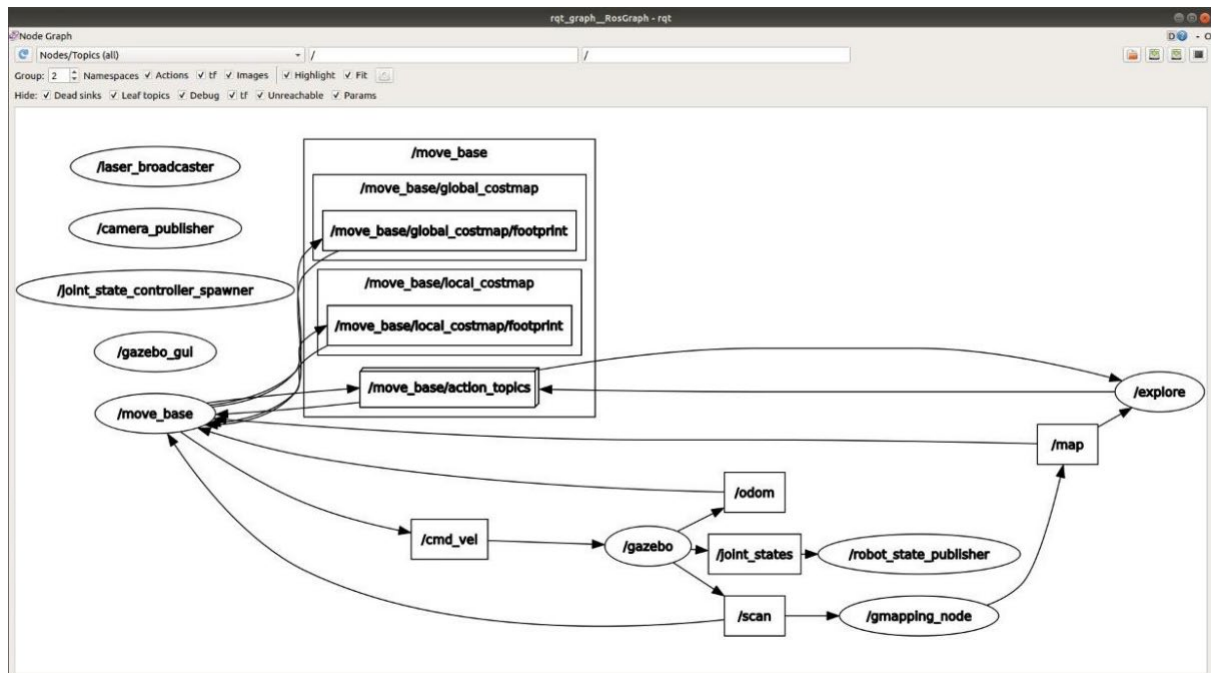 rqt_graph__RosGraph - rqt
Node Graph
D - O
Nodes/Topics (all) / /
Group: 2 Namespaces Actions tf Images Highlight Fit
Hide: Dead sinks Leaf topics Debug tf Unreachable Params
/laser_broadcaster
/camera_publisher
/joint_state_controller_spawner
/gazebo_gui
/move_base
/move_base
/move_base/global_costmap
/move_base/global_costmap/footprint
/move_base/local_costmap
/move_base/local_costmap/footprint
/move_base/action_topics
/explore
/map
/odom
/cmd_vel
/gazebo
/joint_states
/robot_state_publisher
/scan
/gmapping_node